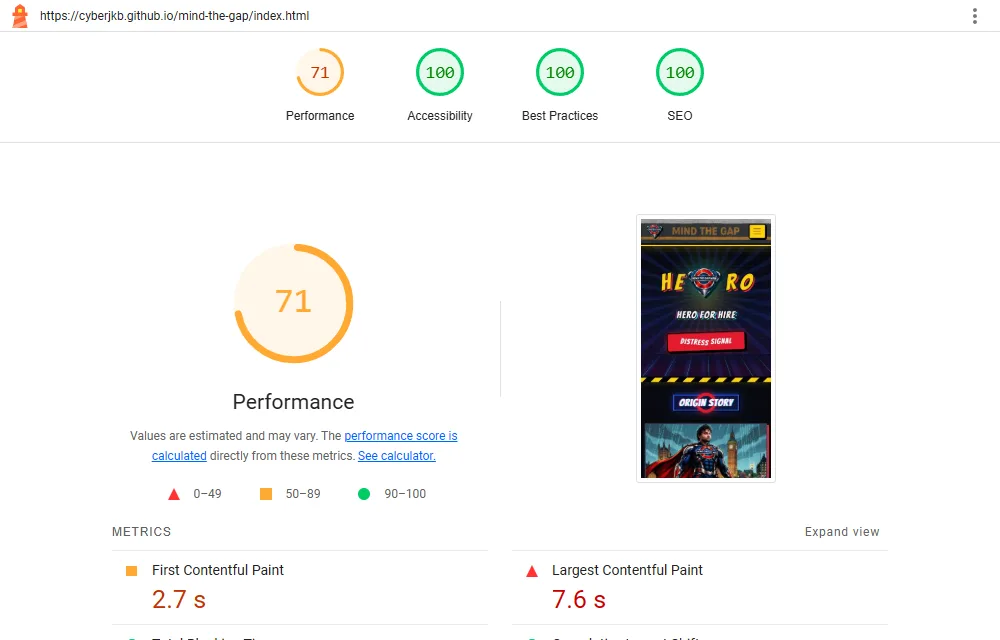 https://cyberjkb.github.io/mind-the-gap/index.html
71 100 100 100
Performance Accessibility Best Practices SEO
71
Performance
Values are estimated and may vary. The performance score is
calculated directly from these metrics. See calculator.
0–49 50–89 90–100
MIND THE GAP
HE RO
HERO FOR HIRE
DISTRESS SIGNAL
ORIGIN STORY
METRICS
Expand view
First Contentful Paint
2.7 s
Largest Contentful Paint
7.6 s